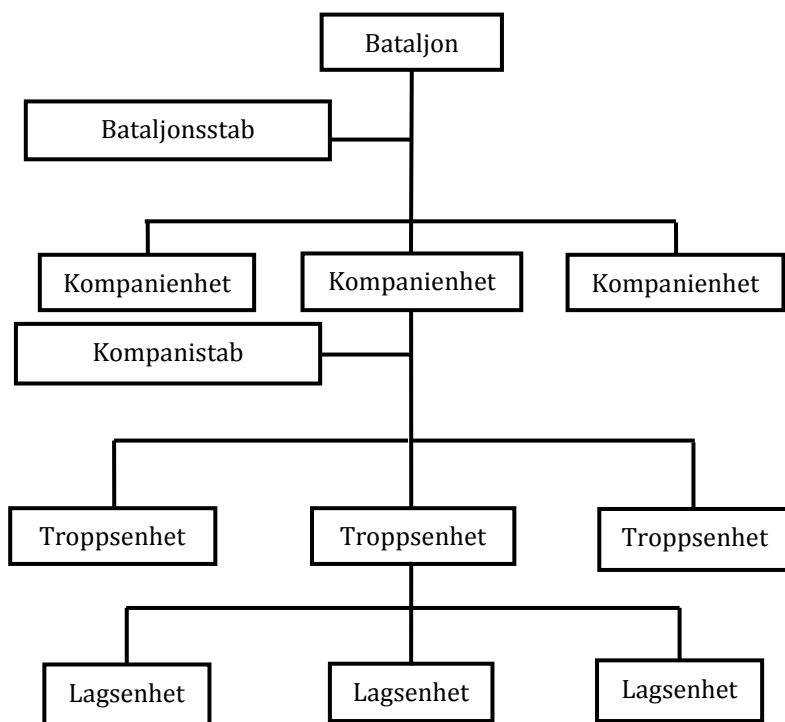 Bataljon
Bataljonsstab
Kompanienhet
Kompanienhet
Kompanienhet
Kompanistab
Troppsenhet
Troppsenhet
Troppsenhet
Lagsenhet
Lagsenhet
Lagsenhet